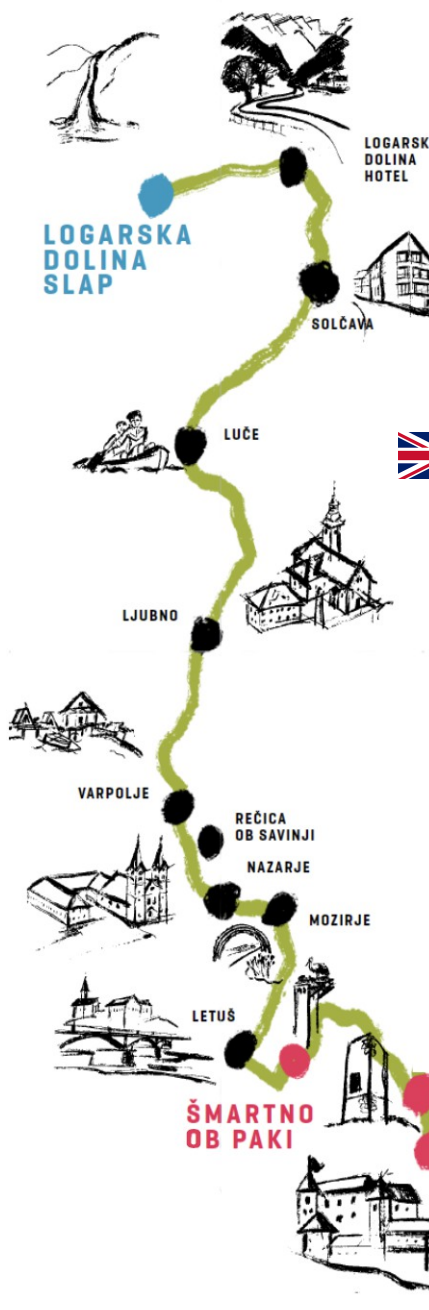 LOGARSK
DOLINA
HOTEL
LOGARSKA
DOLINA
SLAP
SOLČAVA
LUČE
LJUBNO
VARPOLJE
REČICA
OB SAVINJI
NAZARJE
MOZIRJE
LETUŠ
ŠMARTNO
OB PAKI